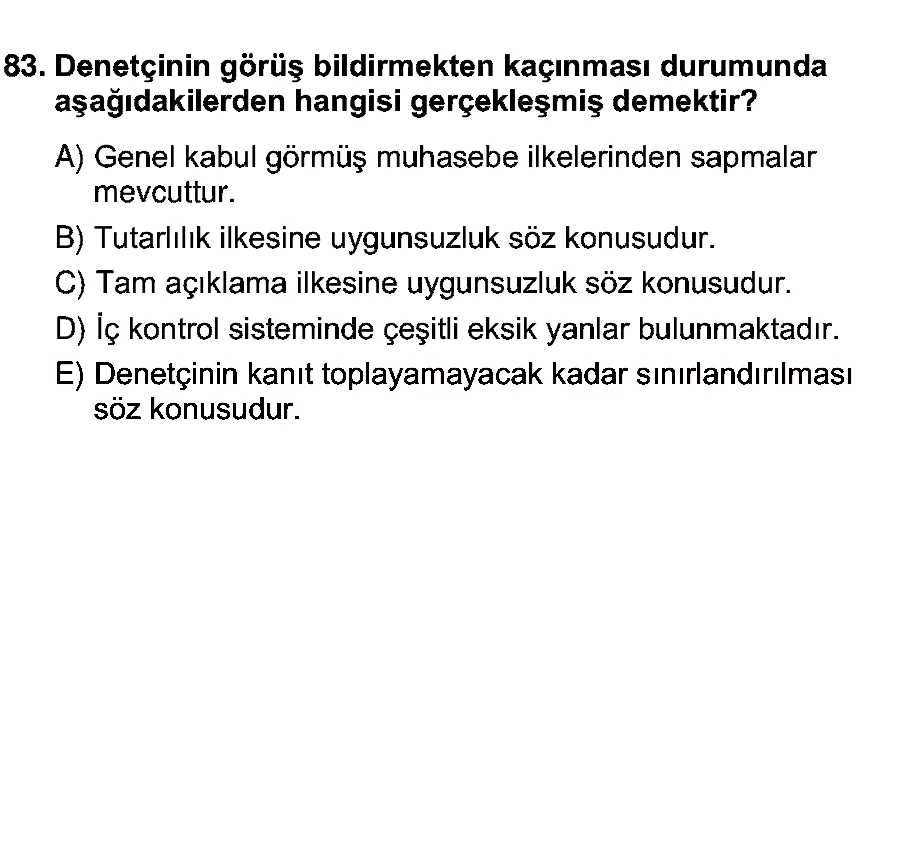 83. Denetçinin görüş bildirmekten kaçınması durumunda
aşağıdakilerden hangisi gerçekleşmiş demektir?
A) Genel kabul görmüş muhasebe ilkelerinden sapmalar
mevcuttur.
B) Tutarlılık ilkesine uygunsuzluk söz konusudur.
C) Tam açıklama ilkesine uygunsuzluk söz konusudur.
D) İç kontrol sisteminde çeşitli eksik yanlar bulunmaktadır.
E) Denetçinin kanıt toplayamayacak kadar sınırlandırılması
söz konusudur.